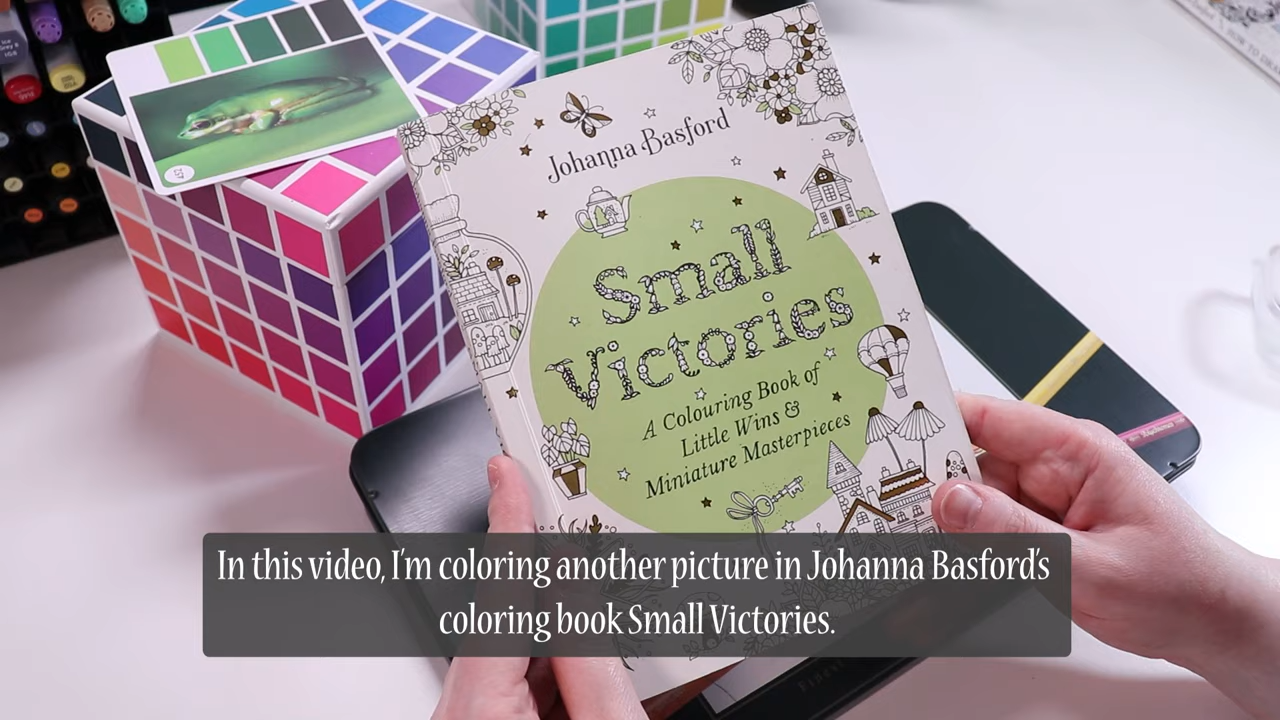 Johanna Basford
Small
Victories
A Colouring Book of
Little Wins &
Miniature Masterpieces
In this video, I'm coloring another picture in Johanna Basford's
coloring book Small Victories.